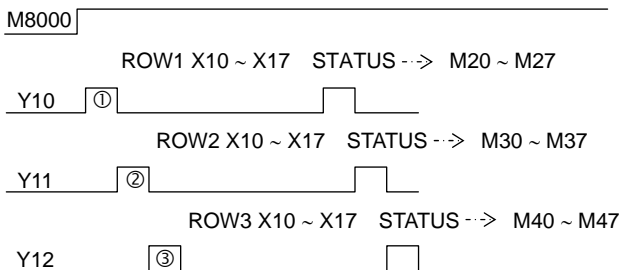 M8000
ROW1 X10 ~ X17 STATUS --> M20 ~ M27
Y10 ①
ROW2 X10 ~ X17 STATUS --> M30 ~ M37
Y11 ②
ROW3 X10 ~ X17 STATUS --> M40 ~ M47
Y12 ③